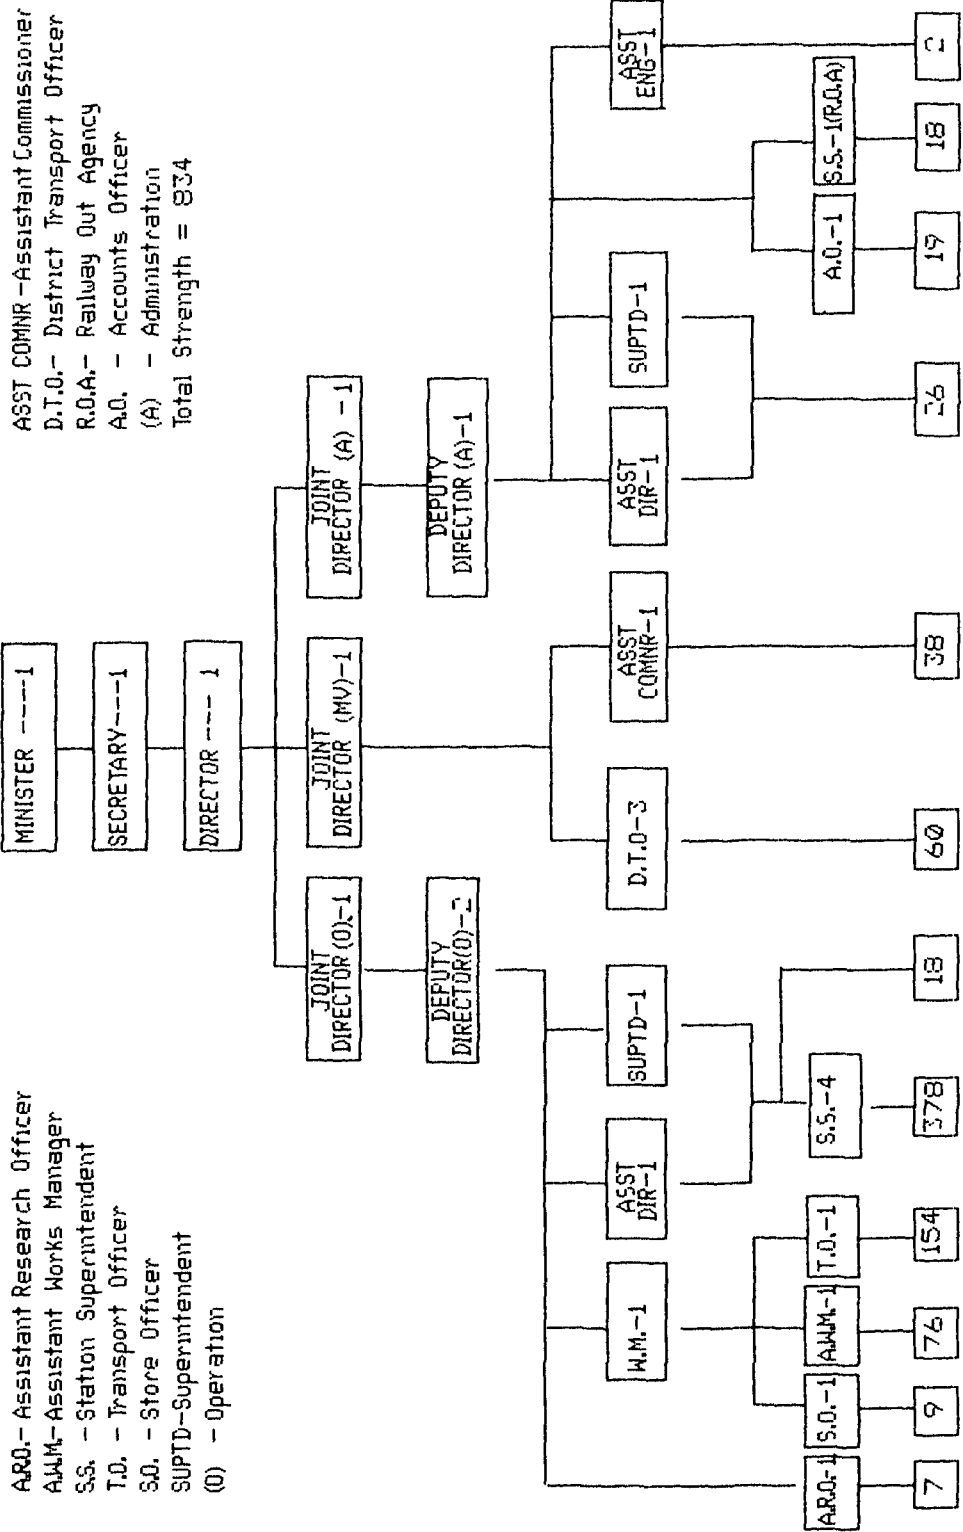 A.R.O.- Assistant Research Officer
A.W.M.-Assistant Works Manager
S.S. - Station Superintendent
T.O. - Transport Officer
S.O. - Store Officer
SUPTD-Superintendent
(O) - Operation
ASST COMNR-Assistant Commissioner
D.T.O.- District Transport Officer
R.O.A.- Railway Out Agency
A.O. - Accounts Officer
(A) - Administration
Total Strength = 834
MINISTER ----1
SECRETARY---1
DIRECTOR --- 1
JOINT
DIRECTOR(O)-1
JOINT
DIRECTOR (MV)-1
JOINT
DIRECTOR (A) - 1
DEPUTY
DIRECTOR(O)-2
DEPUTY
DIRECTOR(A)-1
W.M.-1
ASST
DIR-1
SUPTD-1
D.T.O-3
ASST
COMNR-1
ASST
DIR-1
SUPTD-1
ASST
ENG-1
A.R.O.-1
S.O.-1
A.W.M.-1
T.O.-1
S.S.-4
A.O.-1
S.S.-1(R.O.A)
7
9
76
154
378
18
60
38
26
19
18
2